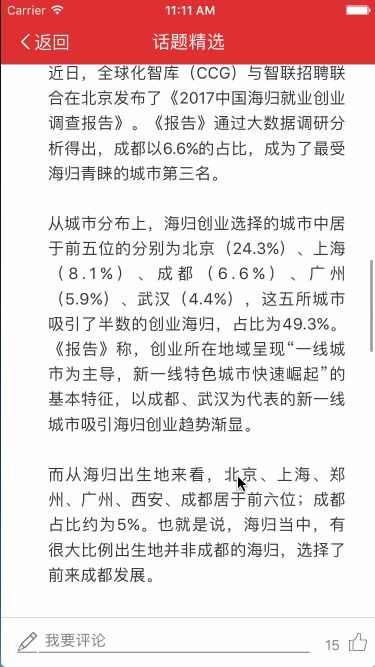 Carrier 11:11 AM
返回 话题精选
近日，全球化智库（CCG）与智联招聘联
合在北京发布了《2017中国海归就业创业
调查报告》。《报告》通过大数据调研分
析得出，成都以6.6%的占比，成为了最受
海归青睐的城市第三名。
从城市分布上，海归创业选择的城市中居
于前五位的分别为北京（24.3%）、上海
（8.1%）、成都（6.6%）、广州
（5.9%）、武汉（4.4%），这五所城市
吸引了半数的创业海归，占比为49.3%。
《报告》称，创业所在地域呈现“一线城
市为主导，新一线特色城市快速崛起”的
基本特征，以成都、武汉为代表的新一线
城市吸引海归创业趋势渐显。
而从海归出生地来看，北京、上海、郑
州、广州、西安、成都居于前六位；成都
占比约为5%。也就是说，海归当中，有
很大比例出生地并非成都的海归，选择了
前来成都发展。
我要评论 15